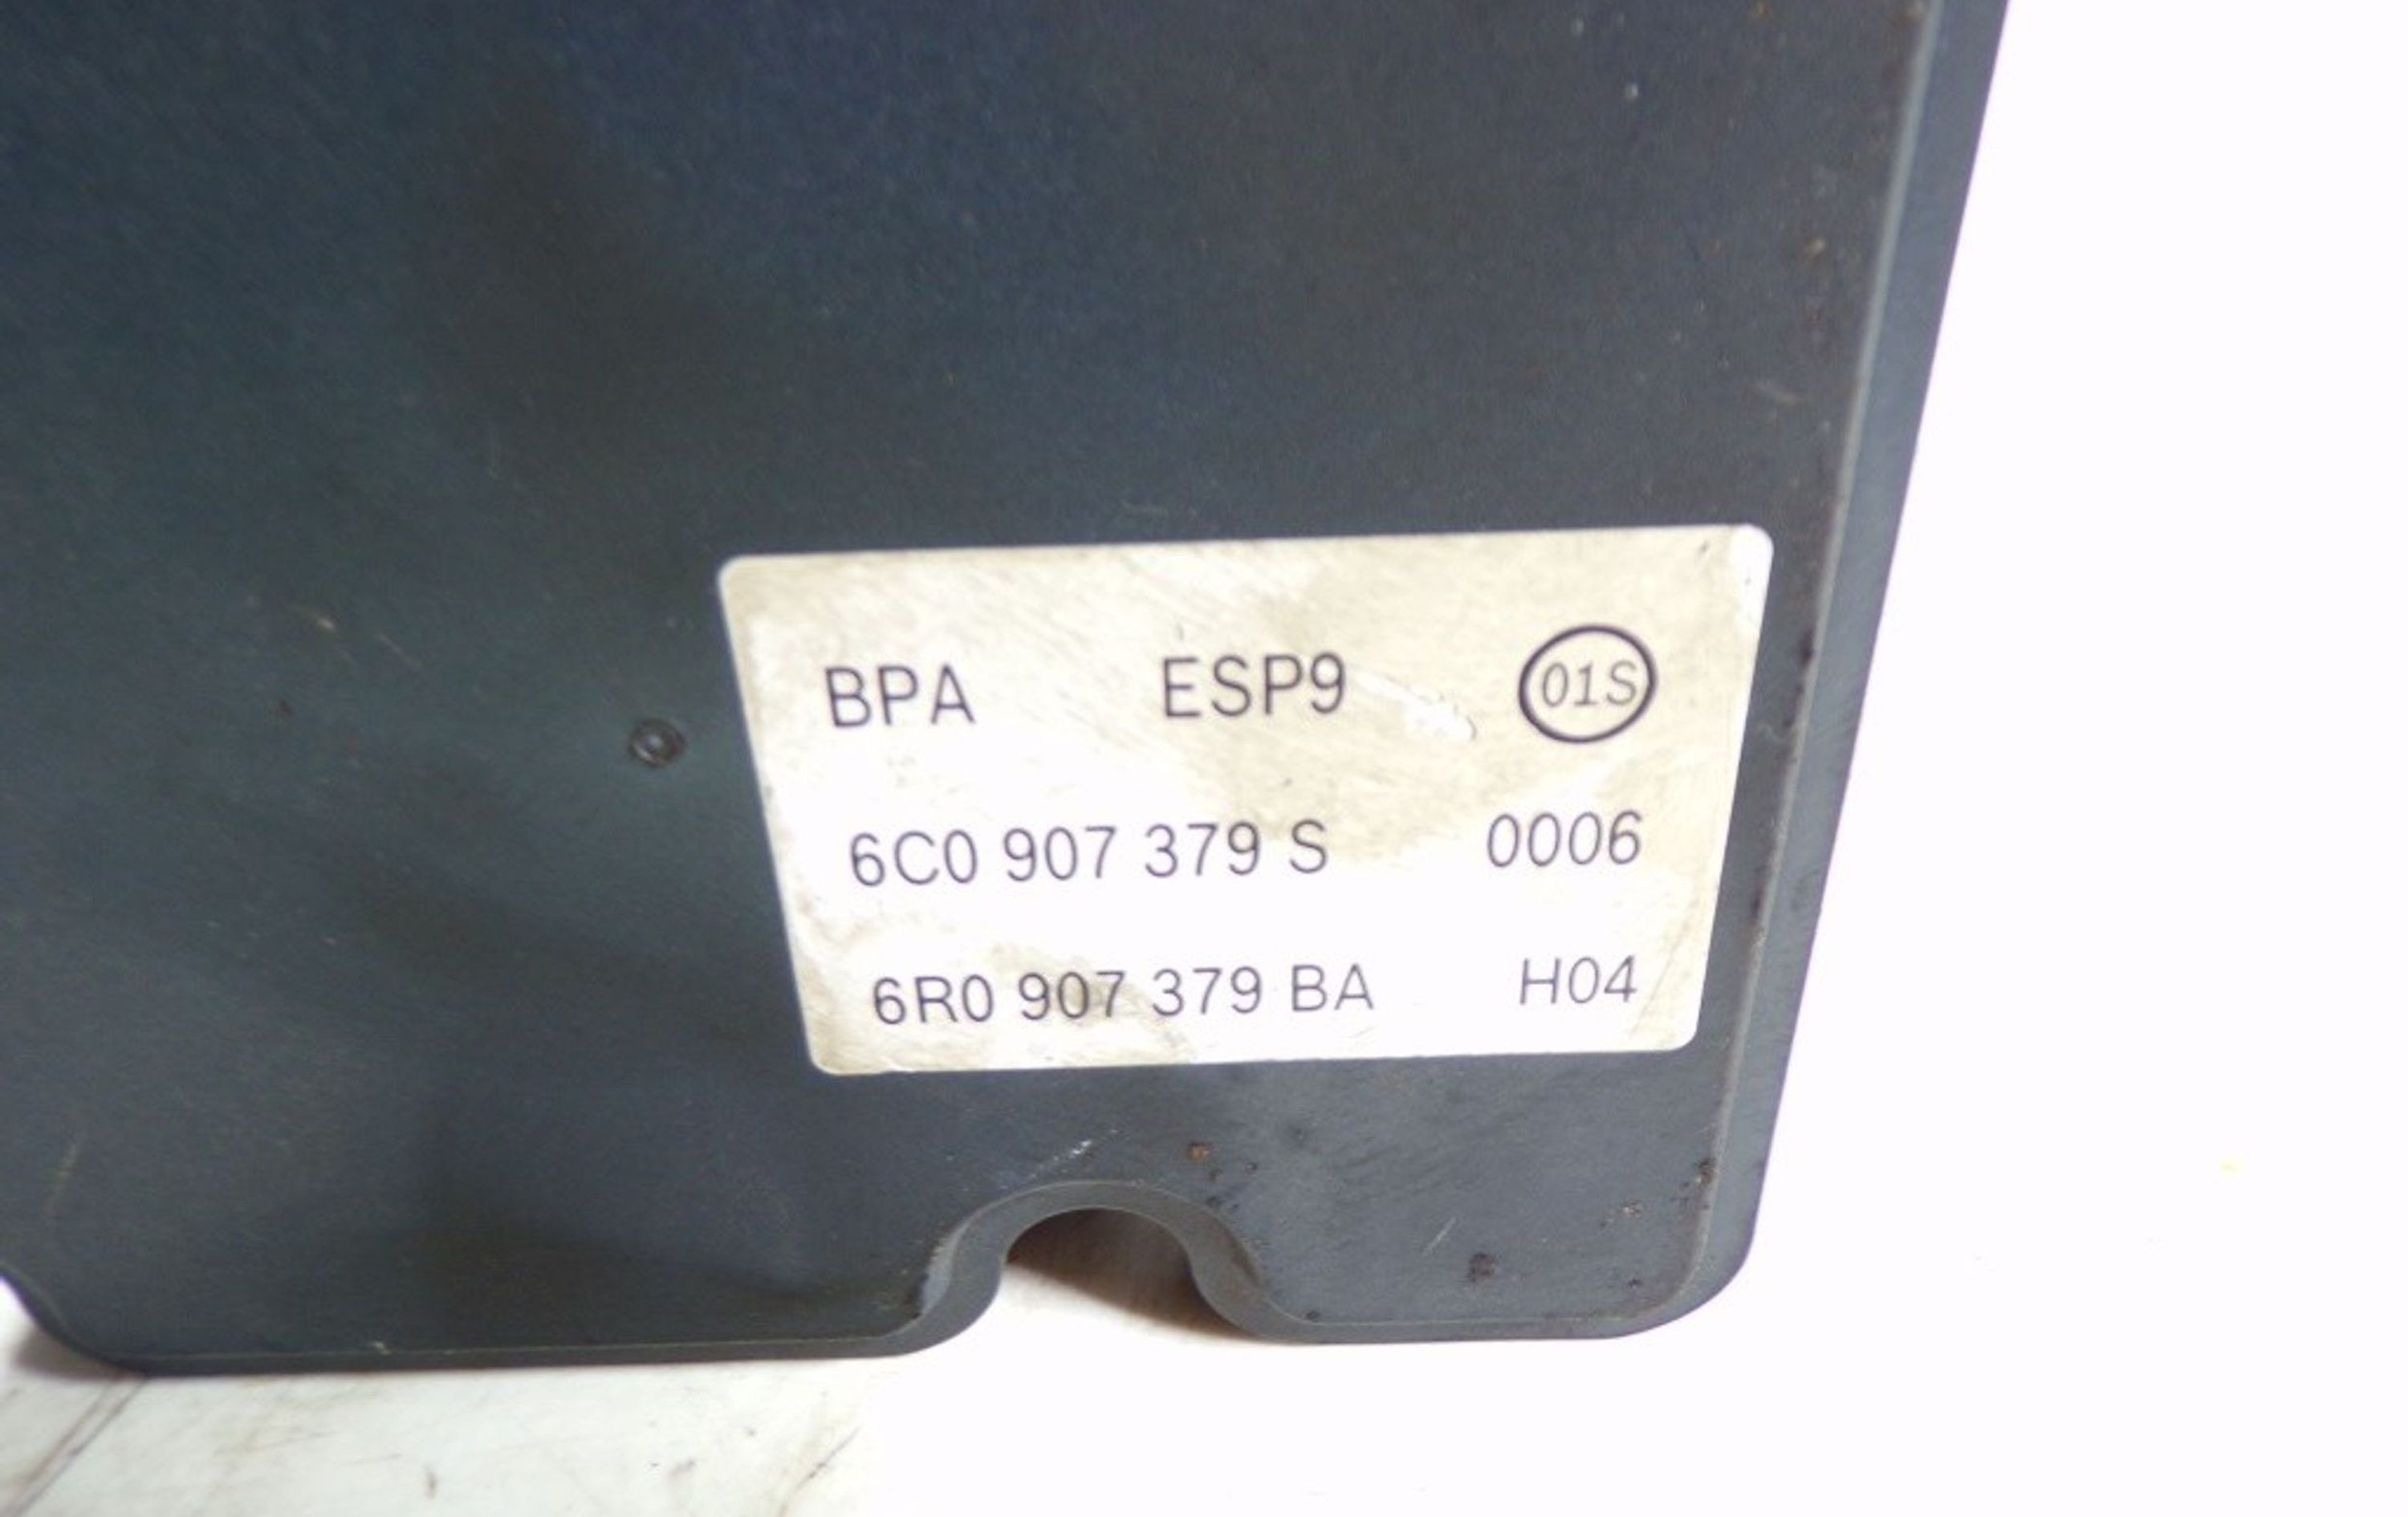 BPA ESP9 01S
6C0 907 379 S 0006
6R0 907 379 BA H04